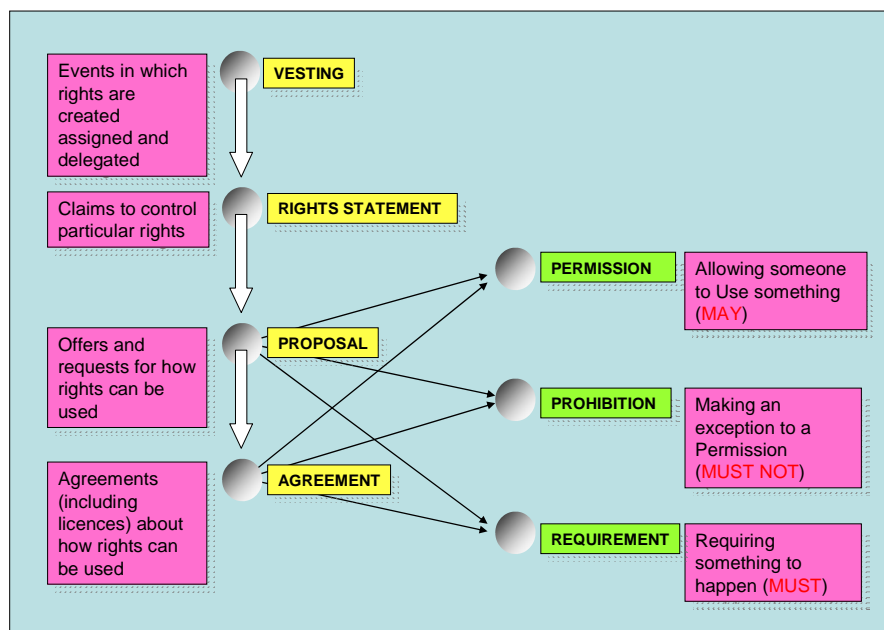 Events in which
rights are
created
assigned and
delegated
VESTING
Claims to control
particular rights
RIGHTS STATEMENT
Offers and
requests for how
rights can be
used
PROPOSAL
Agreements
(including
licences) about
how rights can
be used
AGREEMENT
PERMISSION
Allowing someone
to Use something
(MAY)
PROHIBITION
Making an
exception to a
Permission
(MUST NOT)
REQUIREMENT
Requiring
something to
happen (MUST)